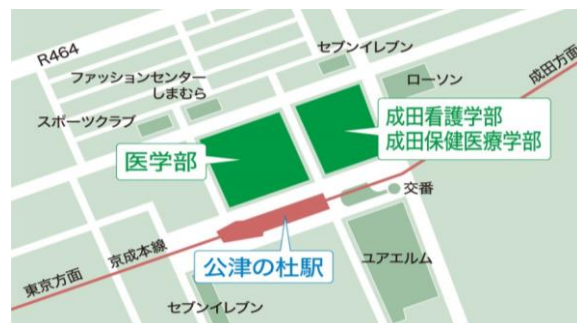 R464
セブンイレブン
成田方面
ファッションセンター
しまむら
ローソン
スポーツクラブ
成田看護学部
成田保健医療学部
医学部
交番
公津の杜駅
ユアエルム
京成本線
東京方面
セブンイレブン